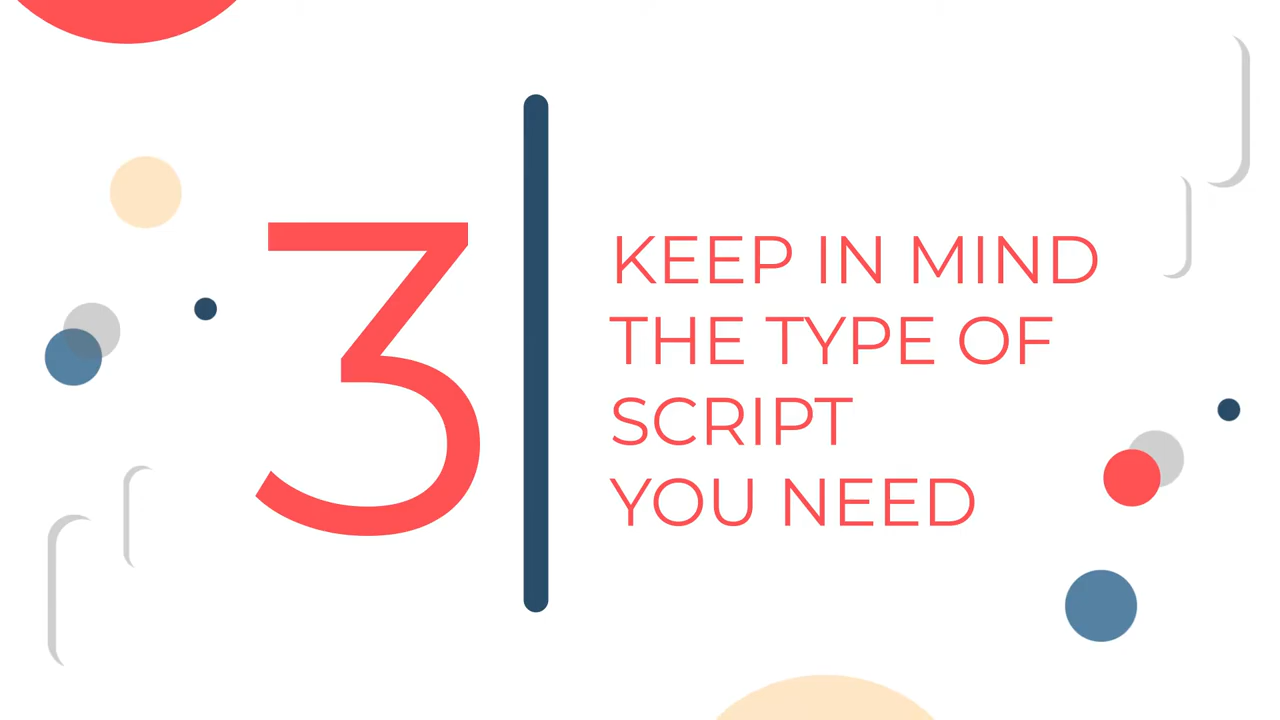 3
KEEP IN MIND
THE TYPE OF
SCRIPT
YOU NEED